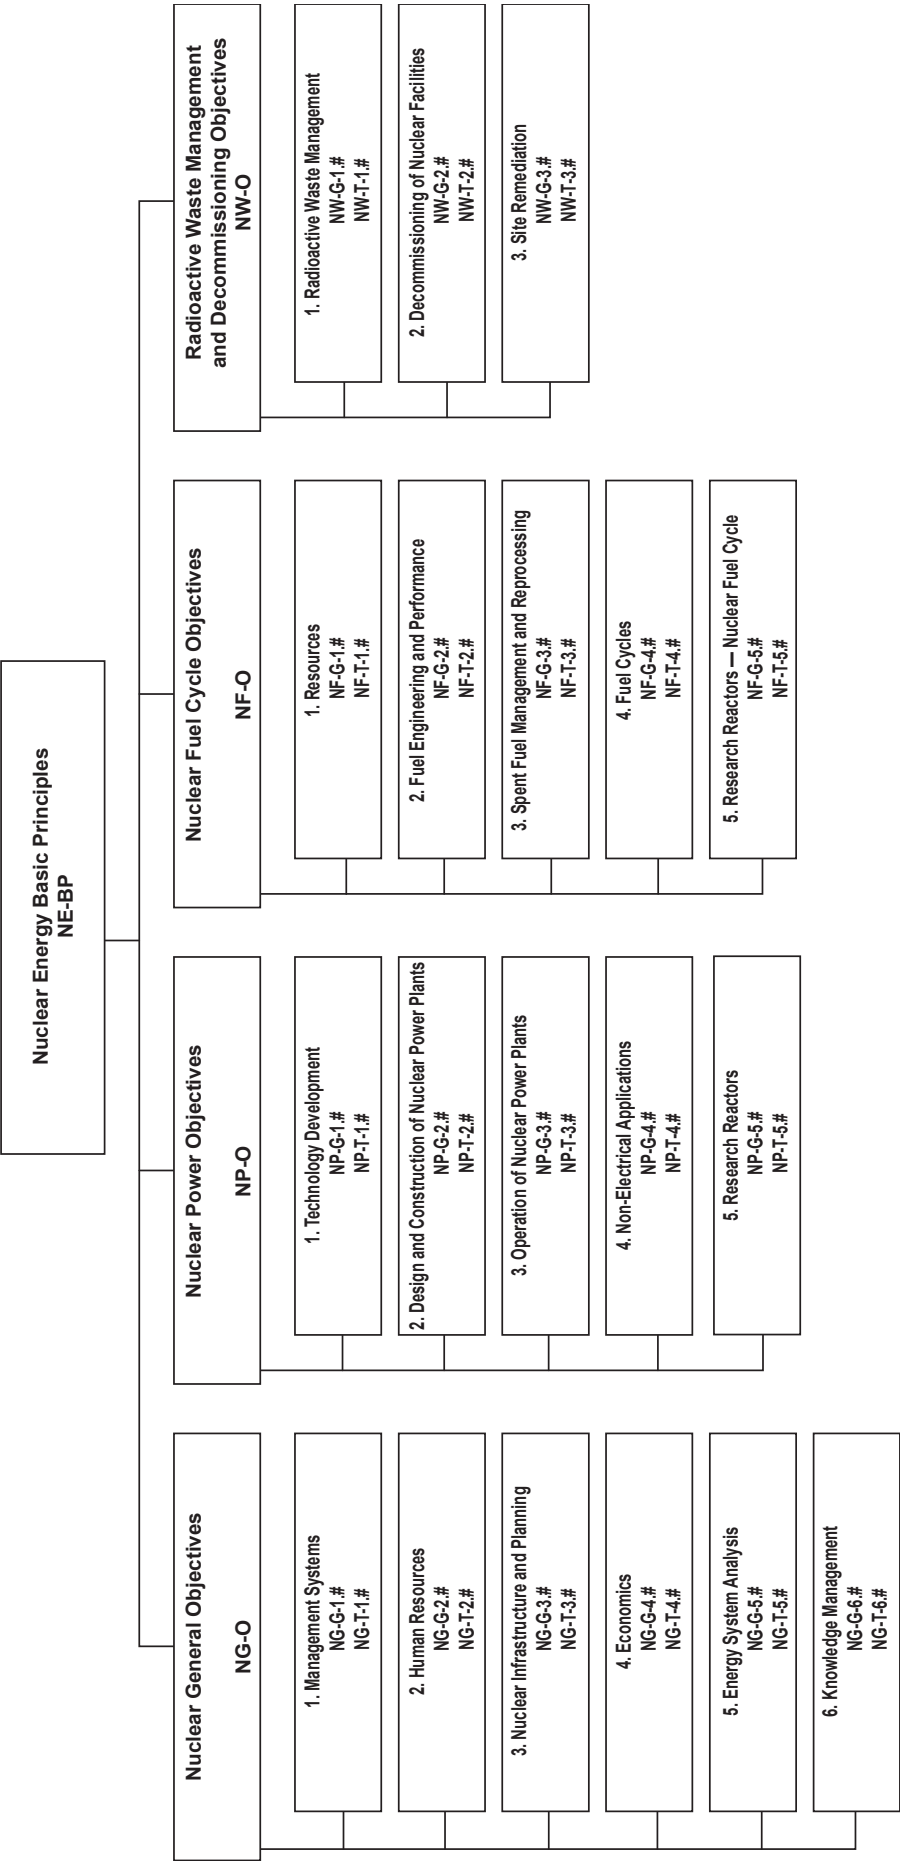 Nuclear Energy Basic Principles
NE-BP
Nuclear General Objectives
NG-O
1. Management Systems
NG-G-1.#
NG-T-1.#
2. Human Resources
NG-G-2.#
NG-T-2.#
3. Nuclear Infrastructure and Planning
NG-G-3.#
NG-T-3.#
4. Economics
NG-G-4.#
NG-T-4.#
5. Energy System Analysis
NG-G-5.#
NG-T-5.#
6. Knowledge Management
NG-G-6.#
NG-T-6.#
Nuclear Power Objectives
NP-O
1. Technology Development
NP-G-1.#
NP-T-1.#
2. Design and Construction of Nuclear Power Plants
NP-G-2.#
NP-T-2.#
3. Operation of Nuclear Power Plants
NP-G-3.#
NP-T-3.#
4. Non-Electrical Applications
NP-G-4.#
NP-T-4.#
5. Research Reactors
NP-G-5.#
NP-T-5.#
Nuclear Fuel Cycle Objectives
NF-O
1. Resources
NF-G-1.#
NF-T-1.#
2. Fuel Engineering and Performance
NF-G-2.#
NF-T-2.#
3. Spent Fuel Management and Reprocessing
NF-G-3.#
NF-T-3.#
4. Fuel Cycles
NF-G-4.#
NF-T-4.#
5. Research Reactors — Nuclear Fuel Cycle
NF-G-5.#
NF-T-5.#
Radioactive Waste Management
and Decommissioning Objectives
NW-O
1. Radioactive Waste Management
NW-G-1.#
NW-T-1.#
2. Decommissioning of Nuclear Facilities
NW-G-2.#
NW-T-2.#
3. Site Remediation
NW-G-3.#
NW-T-3.#